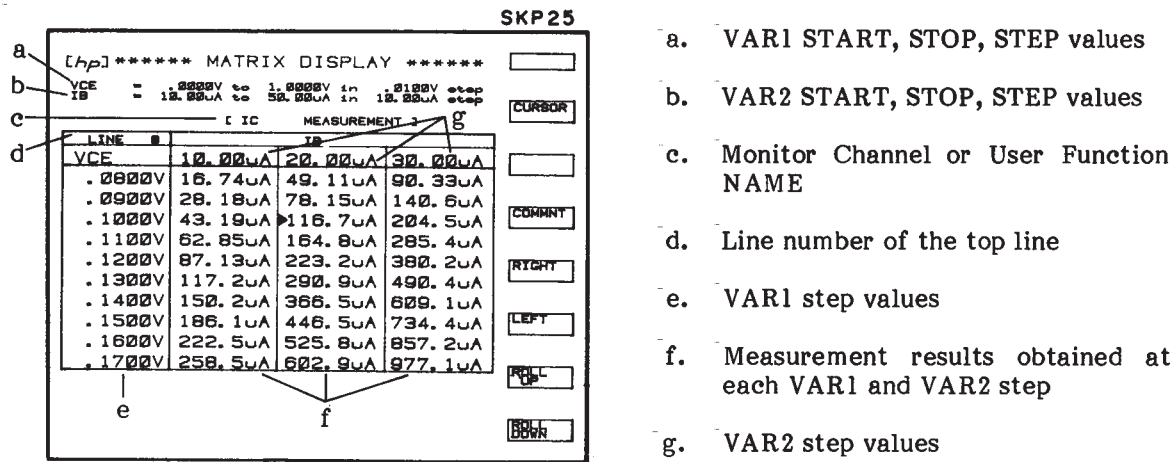 SKP25
[hp] ****** MATRIX DISPLAY ******
VCE = .0000V to 1.0000V in .0100V step
IB = 10.00uA to 50.00uA in 10.00uA step
[ IC MEASUREMENT ]
LINE 8 IB
VCE 10.00uA 20.00uA 30.00uA
.0800V 16.74uA 49.11uA 90.33uA
.0900V 28.18uA 78.15uA 140.6uA
.1000V 43.19uA ▶116.7uA 204.5uA
.1100V 62.85uA 164.8uA 285.4uA
.1200V 87.13uA 223.2uA 380.2uA
.1300V 117.2uA 290.9uA 490.4uA
.1400V 150.2uA 366.5uA 609.1uA
.1500V 186.1uA 446.5uA 734.4uA
.1600V 222.5uA 525.8uA 857.2uA
.1700V 258.5uA 602.9uA 977.1uA
CURSOR
COMMNT
RIGHT
LEFT
ROLL
UP
ROLL
DOWN
a
b
c
d
e
f
g
a. VAR1 START, STOP, STEP values
b. VAR2 START, STOP, STEP values
c. Monitor Channel or User Function
NAME
d. Line number of the top line
e. VAR1 step values
f. Measurement results obtained at
each VAR1 and VAR2 step
g. VAR2 step values